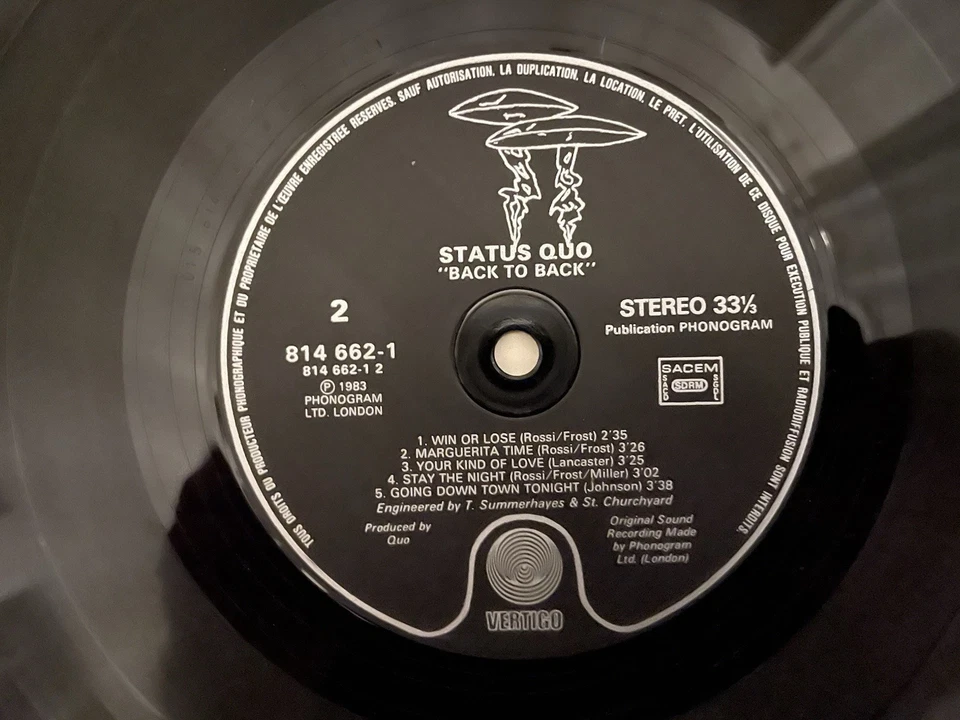 TOUS DROITS DU PRODUCTEUR PHONOGRAPHIQUE ET DU PROPRIETAIRE DE L'ŒUVRE ENREGISTREE RESERVES. SAUF AUTORISATION. LA DUPLICATION. LA LOCATION. LE PRET. L'UTILISATION DE CE DISQUE POUR EXECUTION PUBLIQUE ET RADIODIFFUSION SONT INTERDITS.
STATUS QUO
"BACK TO BACK"
2
814 662-1
814 662-1 2
Ⓟ 1983
PHONOGRAM
LTD. LONDON
STEREO 33⅓
Publication PHONOGRAM
SACEM
SACD SDRM SGDL
1. WIN OR LOSE (Rossi/Frost) 2'35
2. MARGUERITA TIME (Rossi/Frost) 3'26
3. YOUR KIND OF LOVE (Lancaster) 3'25
4. STAY THE NIGHT (Rossi/Frost/Miller) 3'02
5. GOING DOWN TOWN TONIGHT (Johnson) 3'38
Engineered by T. Summerhayes & St. Churchyard
Produced by
Quo
Original Sound
Recording Made
by Phonogram
Ltd. (London)
VERTIGO